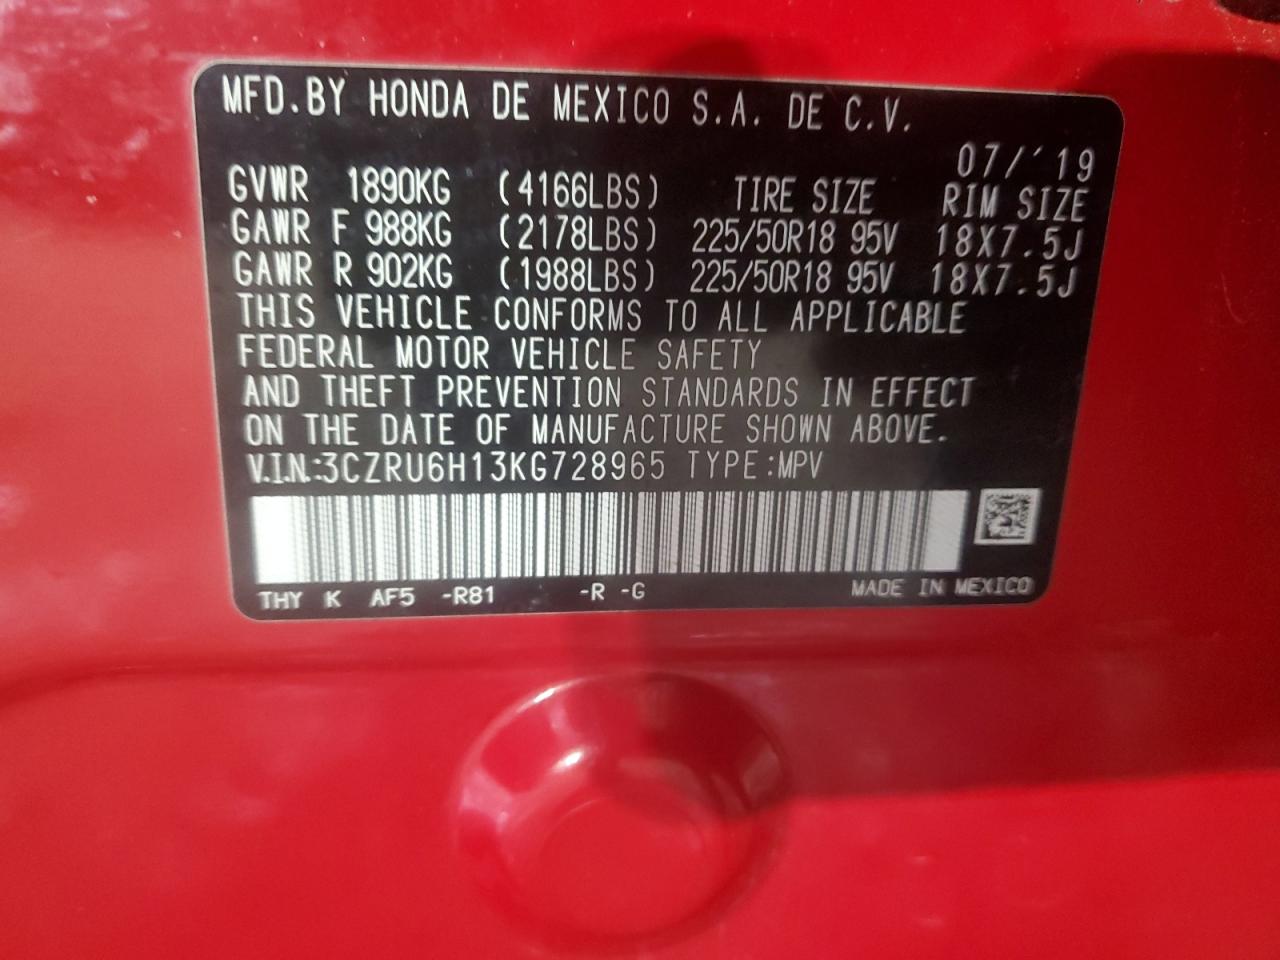 MFD.BY HONDA DE MEXICO S.A. DE C.V.
07/'19
GVWR 1890KG (4166LBS) TIRE SIZE RIM SIZE
GAWR F 988KG (2178LBS) 225/50R18 95V 18X7.5J
GAWR R 902KG (1988LBS) 225/50R18 95V 18X7.5J
THIS VEHICLE CONFORMS TO ALL APPLICABLE
FEDERAL MOTOR VEHICLE SAFETY
AND THEFT PREVENTION STANDARDS IN EFFECT
ON THE DATE OF MANUFACTURE SHOWN ABOVE.
V.I.N.:3CZRU6H13KG728965 TYPE:MPV
THY K AF5 -R81 -R -G MADE IN MEXICO